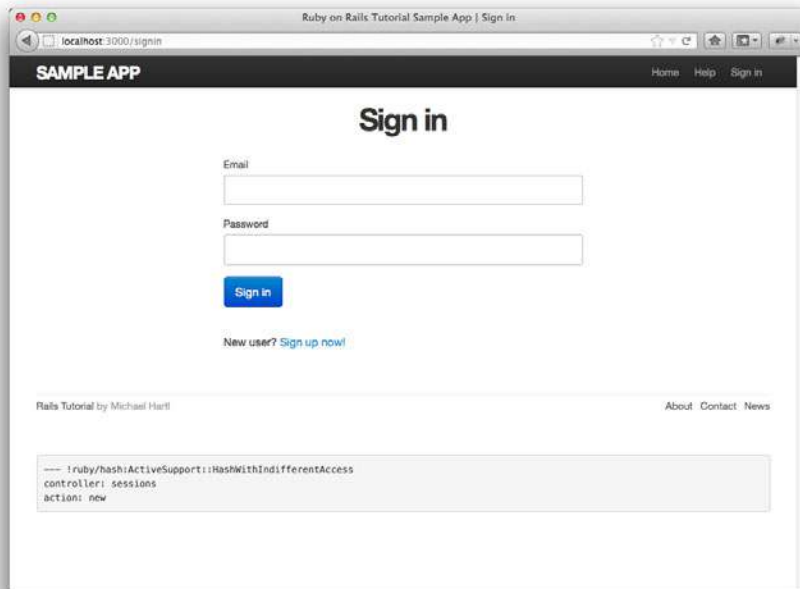 Ruby on Rails Tutorial Sample App | Sign in
localhost:3000/signin
SAMPLE APP
Home Help Sign in
Sign in
Email
Password
Sign in
New user? Sign up now!
Rails Tutorial by Michael Hartl
About Contact News
--- !ruby/hash:ActiveSupport::HashWithIndifferentAccess
controller: sessions
action: new